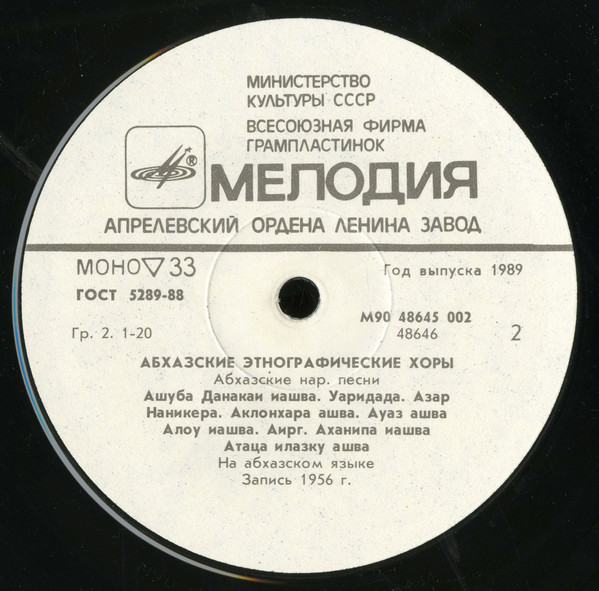 МИНИСТЕРСТВО
КУЛЬТУРЫ СССР
ВСЕСОЮЗНАЯ ФИРМА
ГРАМПЛАСТИНОК
®
МЕЛОДИЯ
АПРЕЛЕВСКИЙ ОРДЕНА ЛЕНИНА ЗАВОД
МОНО▽33
Год выпуска 1989
ГОСТ 5289-88
М90 48645 002
Гр. 2. 1-20
48646
2
АБХАЗСКИЕ ЭТНОГРАФИЧЕСКИЕ ХОРЫ
Абхазские нар. песни
Ашуба Данакаи иашва. Уаридада. Азар
Наникера. Аклонхара ашва. Ауаз ашва
Алоу иашва. Аирг. Аханипа иашва
Атаца илазку ашва
На абхазском языке
Запись 1956 г.